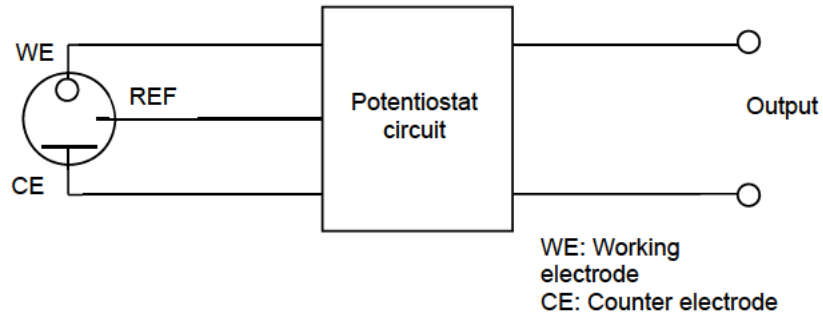 WE
REF
CE
Potentiostat
circuit
Output
WE: Working
electrode
CE: Counter electrode